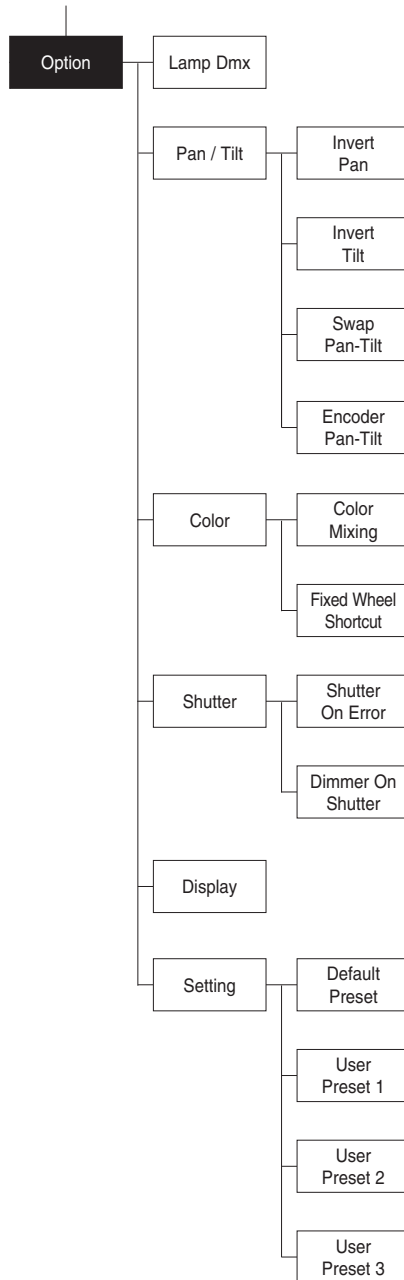 Option
Lamp Dmx
Pan / Tilt
Invert
Pan
Invert
Tilt
Swap
Pan-Tilt
Encoder
Pan-Tilt
Color
Color
Mixing
Fixed Wheel
Shortcut
Shutter
Shutter
On Error
Dimmer On
Shutter
Display
Setting
Default
Preset
User
Preset 1
User
Preset 2
User
Preset 3